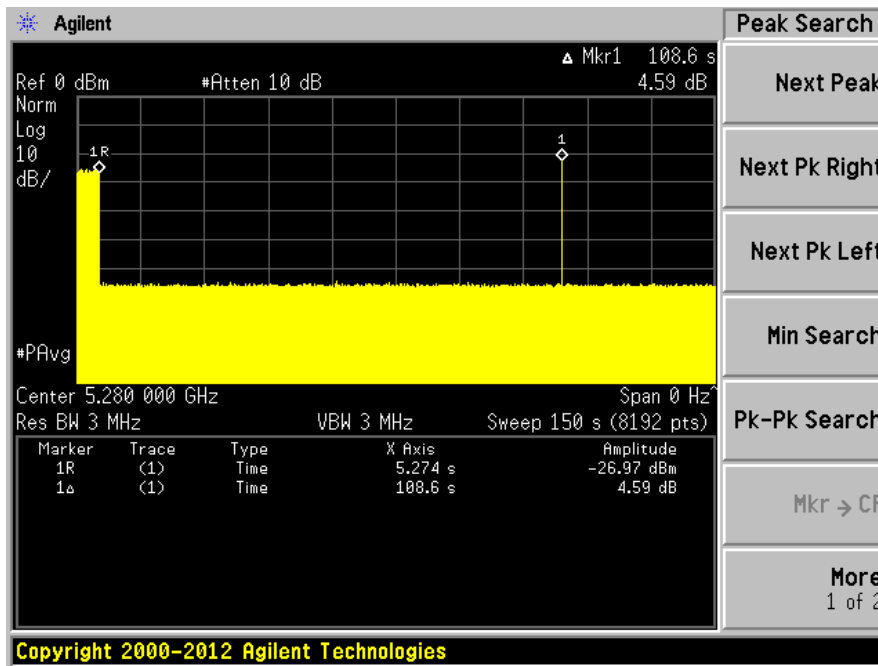 Agilent
Peak Search
Δ Mkr1 108.6 s
Ref 0 dBm #Atten 10 dB 4.59 dB
Norm
Log
10
dB/
1R
1
#PAvg
Center 5.280 000 GHz Span 0 Hz^
Res BW 3 MHz VBW 3 MHz Sweep 150 s (8192 pts)
Marker Trace Type X Axis Amplitude
1R (1) Time 5.274 s -26.97 dBm
1Δ (1) Time 108.6 s 4.59 dB
Next Peak
Next Pk Right
Next Pk Left
Min Search
Pk-Pk Search
Mkr → CF
More
1 of 2
Copyright 2000-2012 Agilent Technologies